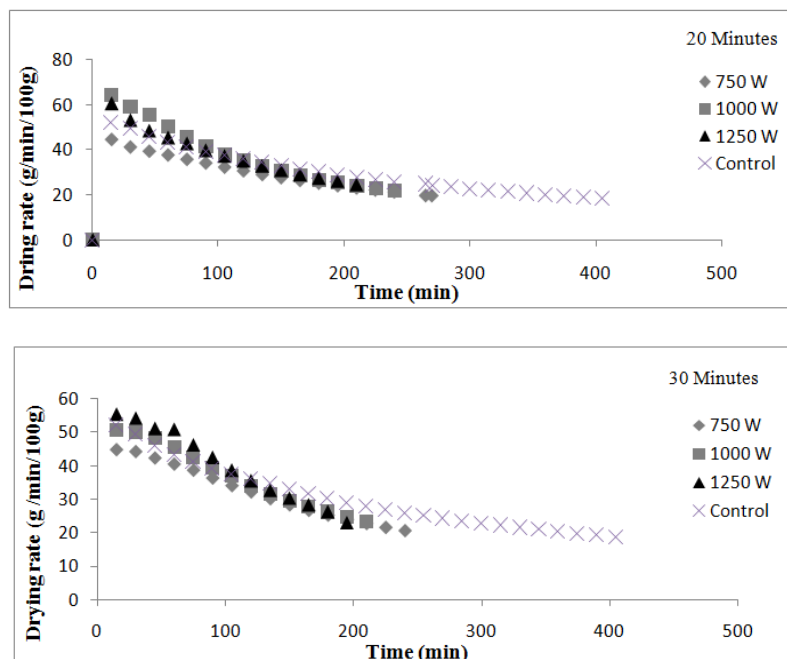 20 Minutes
80
750 W
60
1000 W
1250 W
40
Control
20
0
0 100 200 300 400 500
Dring rate (g/min/100g)
Time (min)
30 Minutes
60
750 W
50
1000 W
40
1250 W
30
Control
20
10
0
0 100 200 300 400 500
Drying rate (g /min/100g)
Time (min)